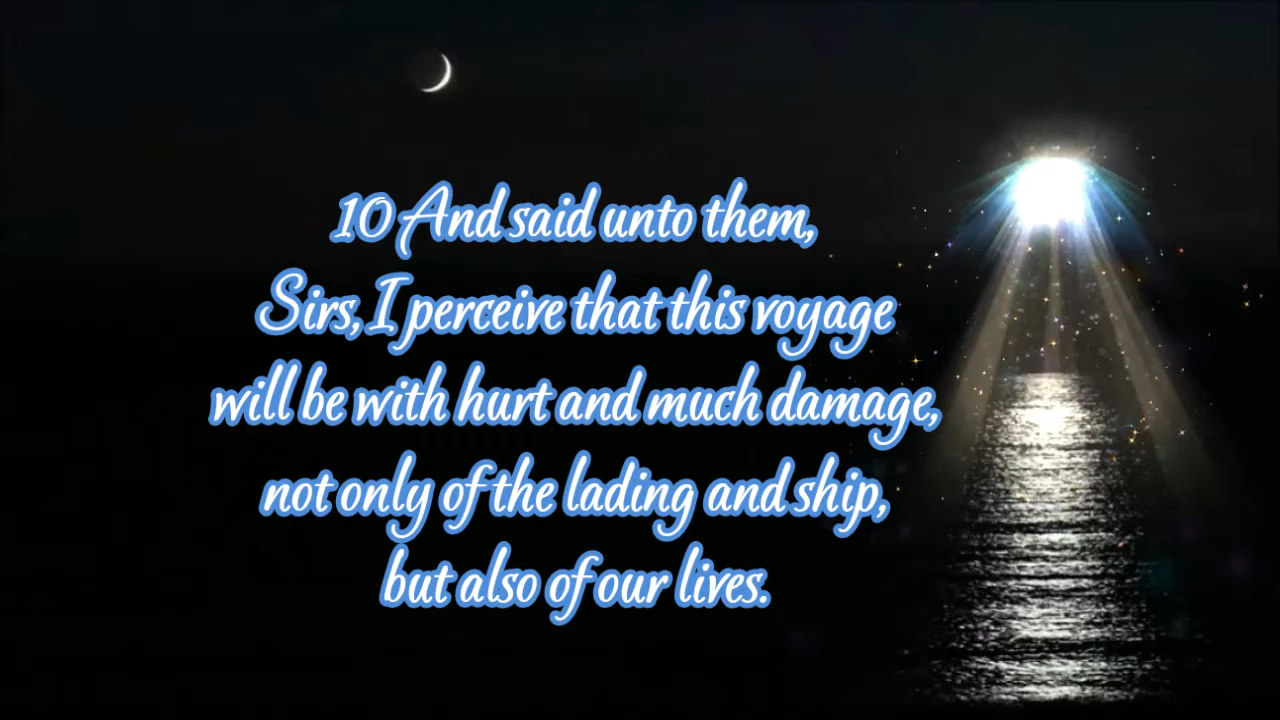 10 And said unto them,
Sirs, I perceive that this voyage
will be with hurt and much damage,
not only of the lading and ship,
but also of our lives.